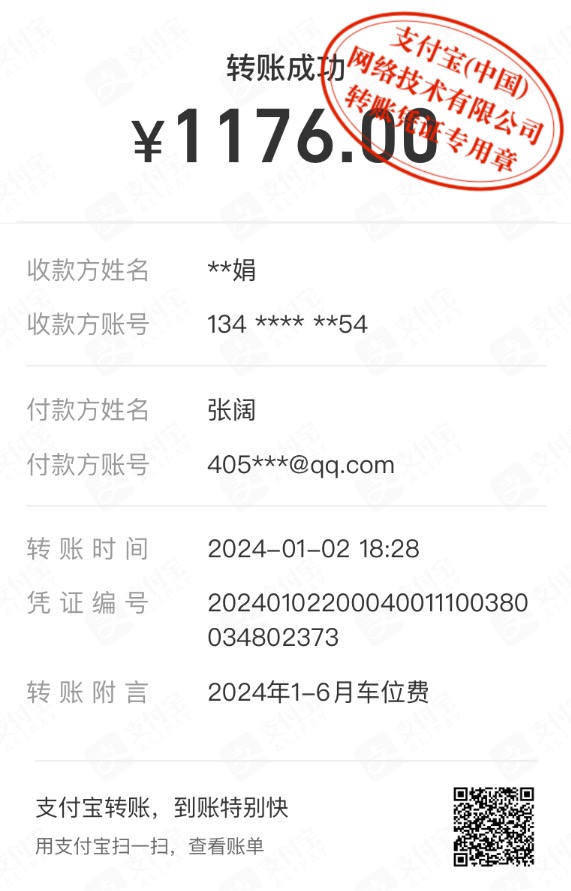 支付宝(中国)
网络技术有限公司
转账凭证专用章
转账成功
¥1176.00
收款方姓名 **娟
收款方账号 134 **** **54
付款方姓名 张阔
付款方账号 405***@qq.com
转账时间 2024-01-02 18:28
凭证编号 20240102200040011100380
034802373
转账附言 2024年1-6月车位费
支付宝转账，到账特别快
用支付宝扫一扫，查看账单